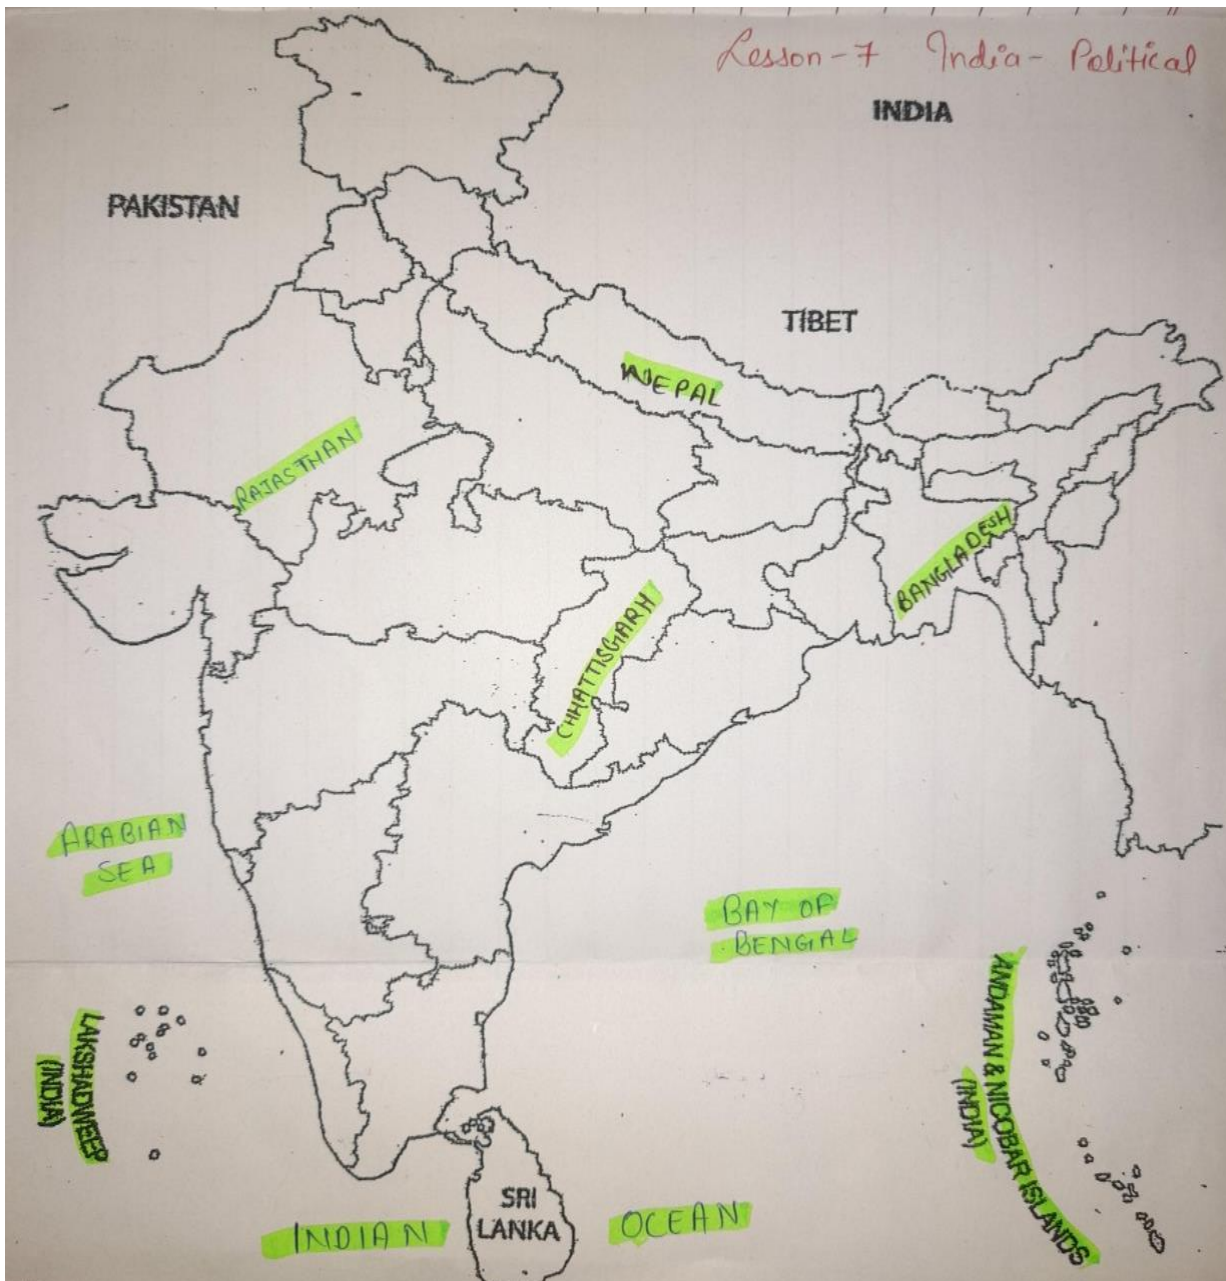 Lesson-7 India- Political
INDIA
PAKISTAN
TIBET
NEPAL
RAJASTHAN
BANGLADESH
CHHATTISGARH
ARABIAN
SEA
BAY OF
BENGAL
LAKSHADWEEP
(INDIA)
ANDAMAN & NICOBAR ISLANDS
(INDIA)
SRI
LANKA
INDIAN OCEAN